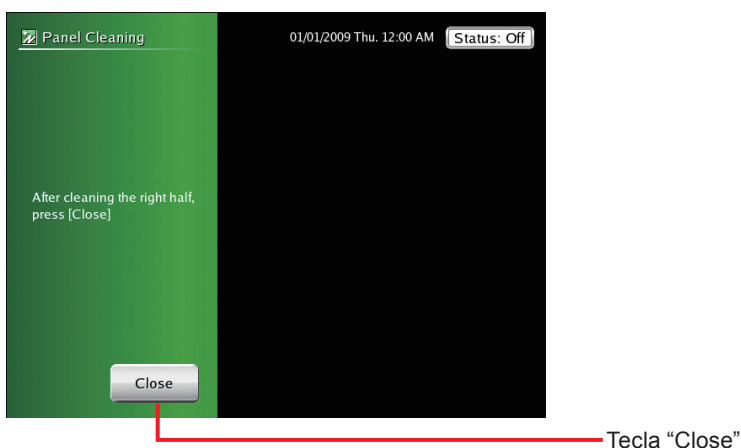 Panel Cleaning
01/01/2009 Thu. 12:00 AM
Status: Off
After cleaning the right half,
press [Close]
Close
Tecla “Close”